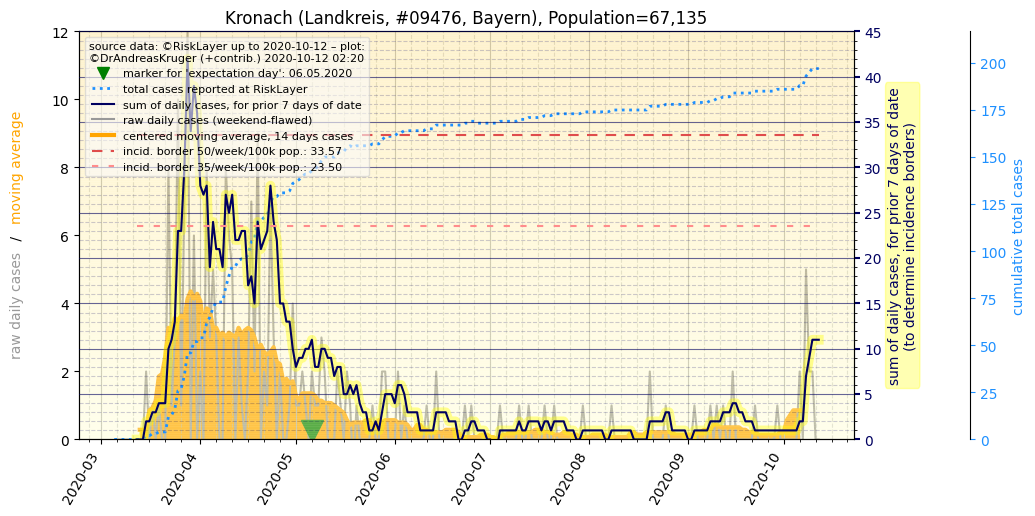 Kronach (Landkreis, #09476, Bayern), Population=67,135
source data: ©RiskLayer up to 2020-10-12 – plot:
©DrAndreasKruger (+contrib.) 2020-10-12 02:20
marker for 'expectation day': 06.05.2020
total cases reported at RiskLayer
sum of daily cases, for prior 7 days of date
raw daily cases (weekend-flawed)
centered moving average, 14 days cases
incid. border 50/week/100k pop.: 33.57
incid. border 35/week/100k pop.: 23.50
raw daily cases / moving average
12
10
8
6
4
2
0
45
40
35
30
25
20
15
10
5
0
sum of daily cases, for prior 7 days of date
(to determine incidence borders)
200
175
150
125
100
75
50
25
0
cumulative total cases
2020-03
2020-04
2020-05
2020-06
2020-07
2020-08
2020-09
2020-10